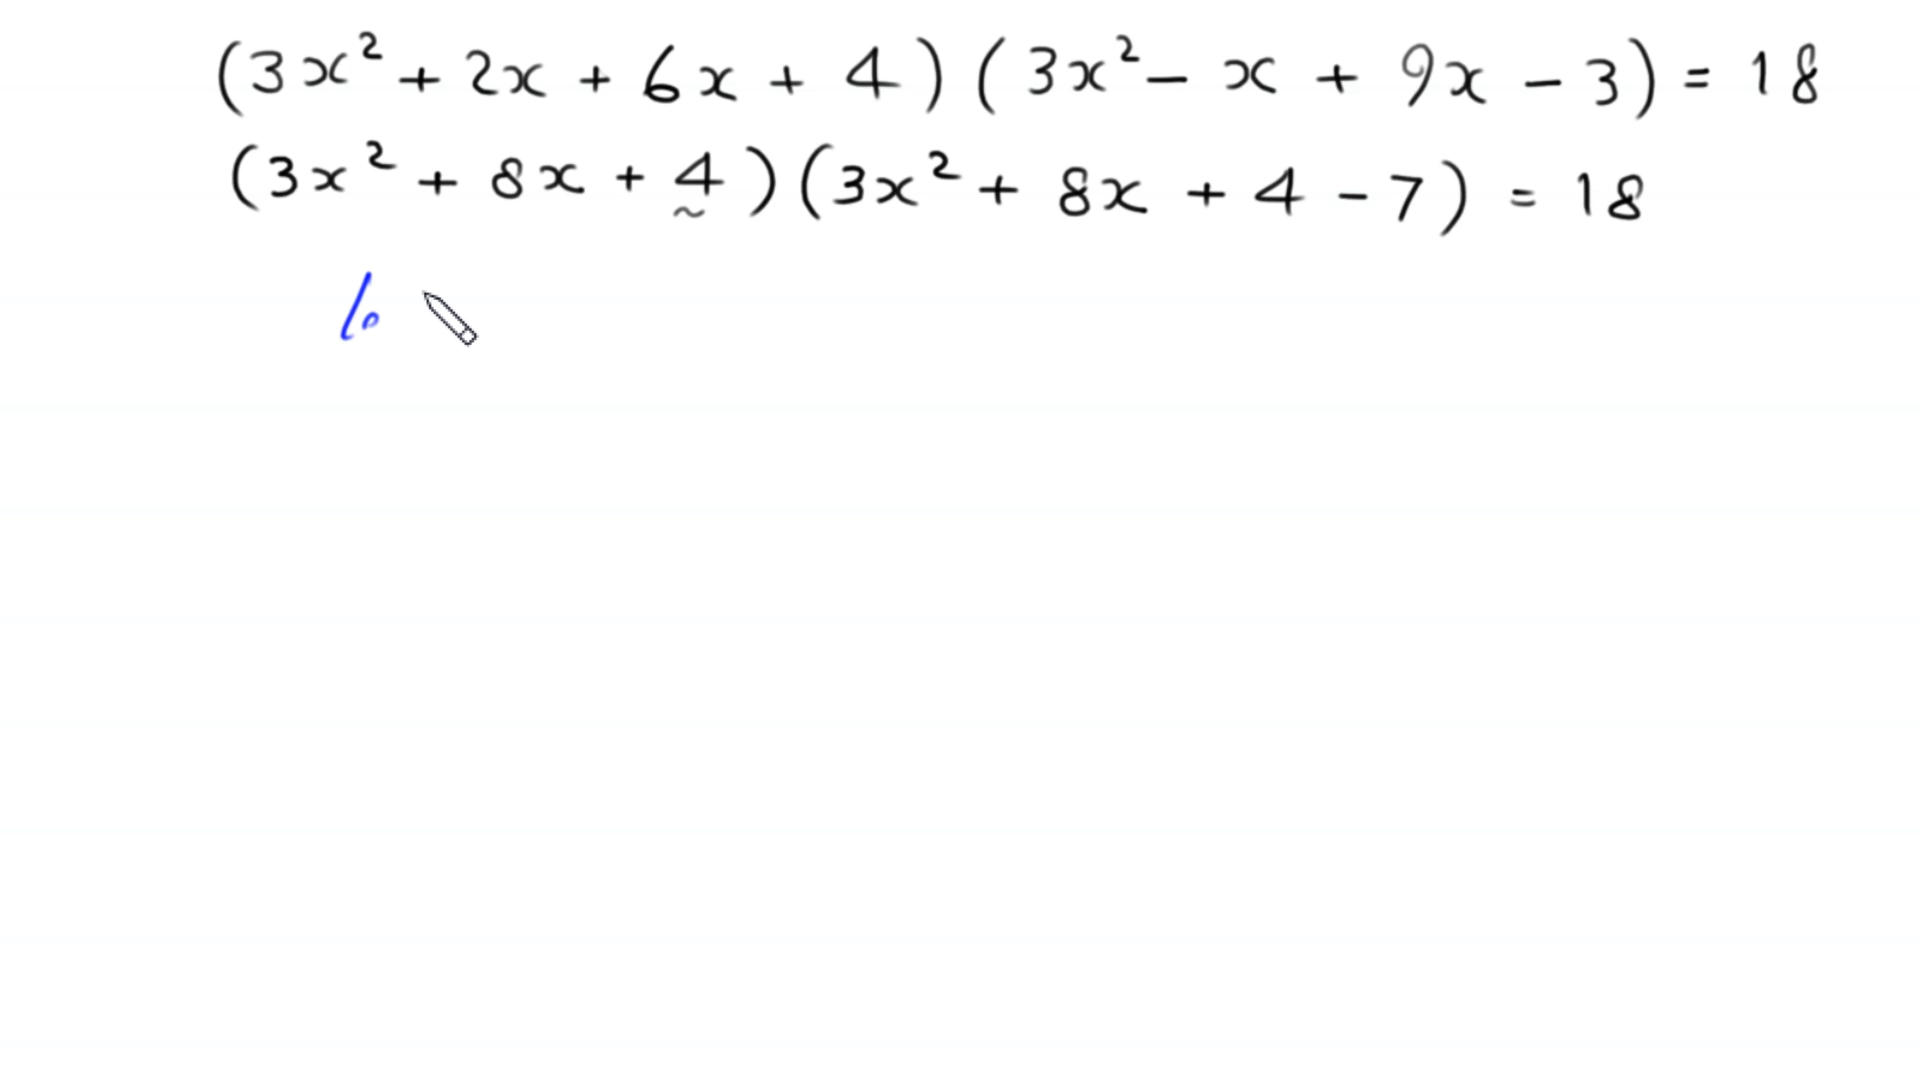 (3x² + 2x + 6x + 4)(3x² - x + 9x - 3) = 18
(3x² + 8x + 4)(3x² + 8x + 4 - 7) = 18